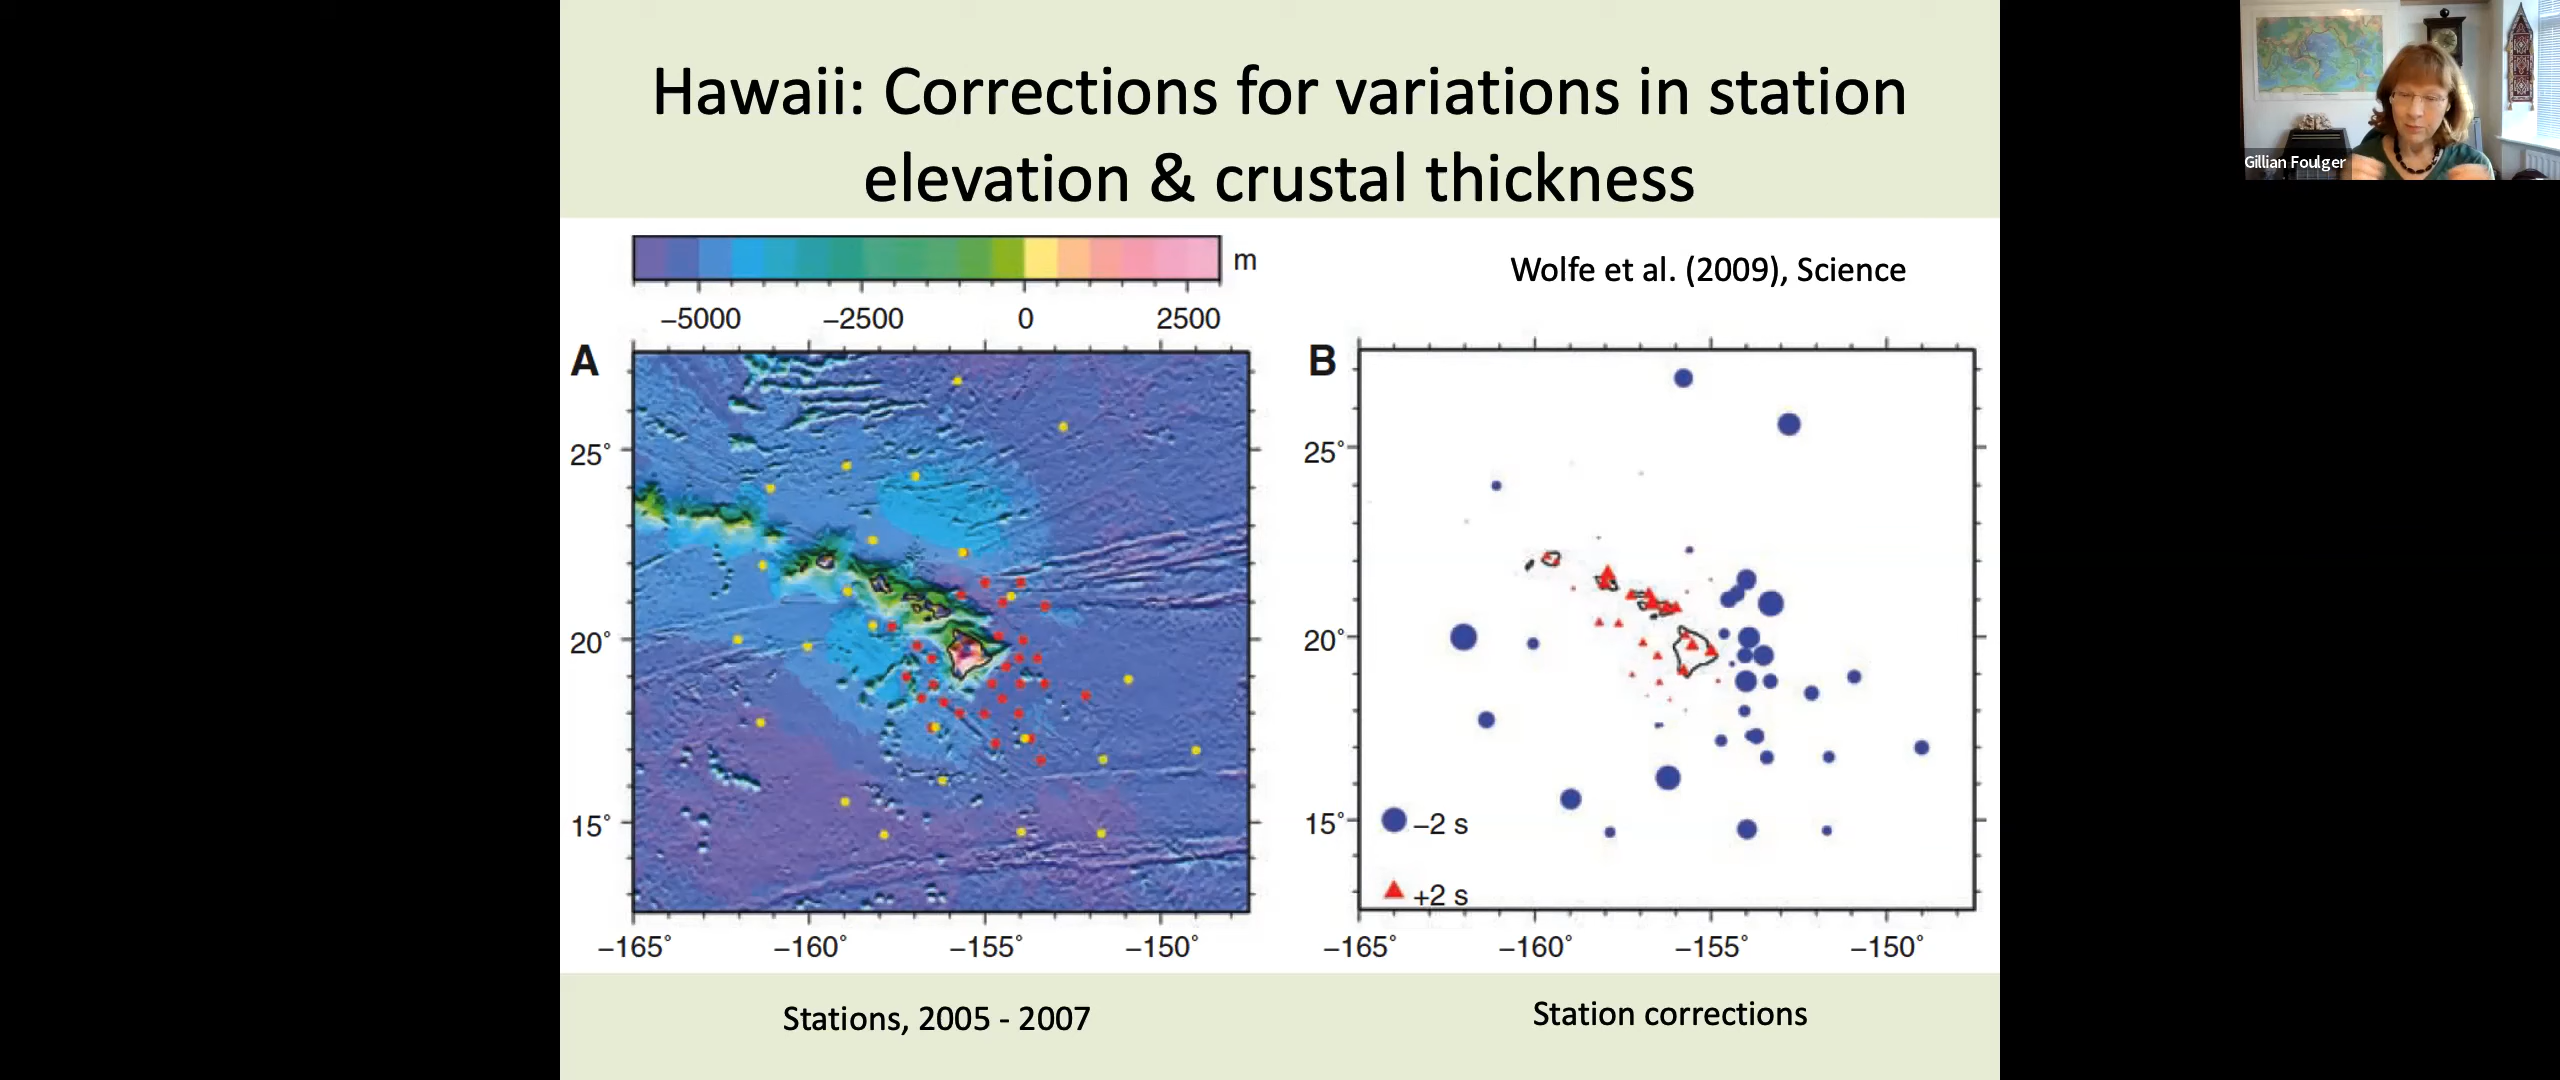 Hawaii: Corrections for variations in station
elevation & crustal thickness
Gillian Foulger
m
−5000 −2500 0 2500
Wolfe et al. (2009), Science
A
25°
20°
15°
−165° −160° −155° −150°
B
25°
20°
15°
−2 s
+2 s
−165° −160° −155° −150°
Stations, 2005 - 2007
Station corrections